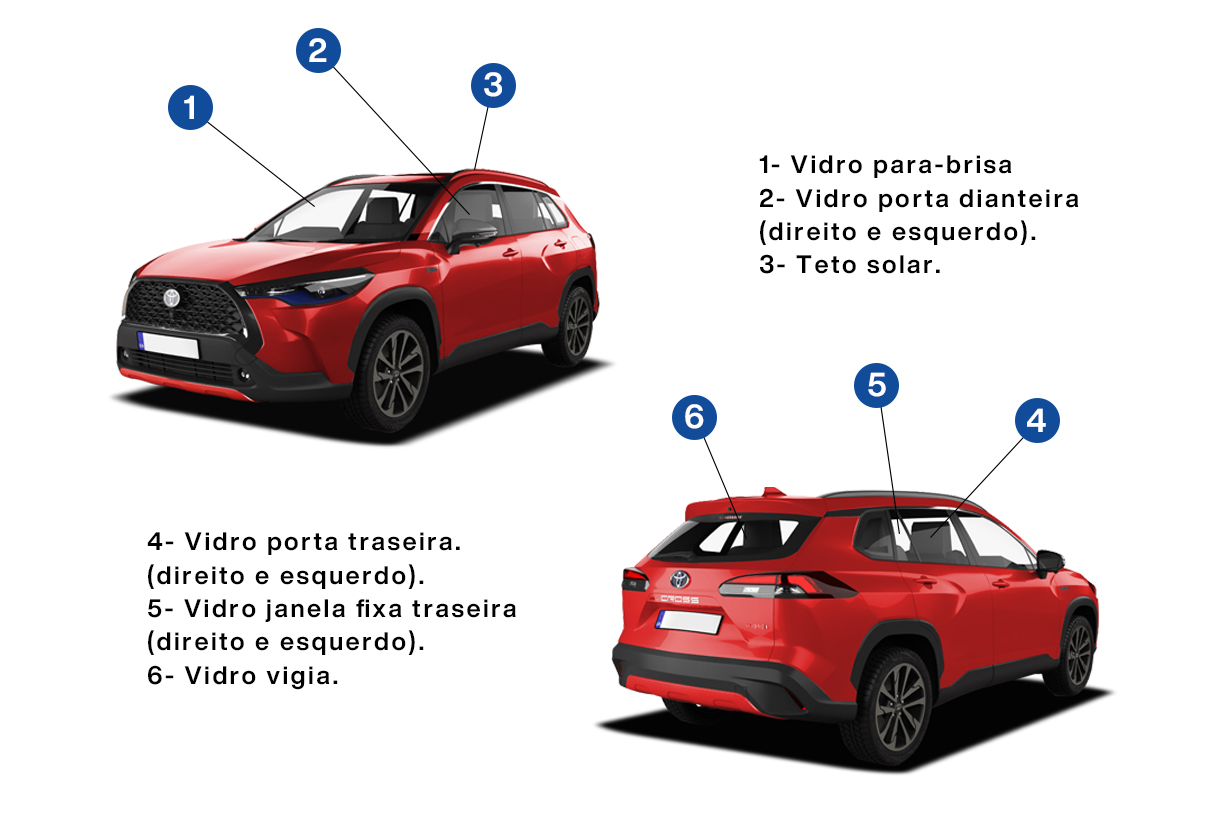 2
3
1
1- Vidro para-brisa
2- Vidro porta dianteira
(direito e esquerdo).
3- Teto solar.
5
6
4
4- Vidro porta traseira.
(direito e esquerdo).
5- Vidro janela fixa traseira
(direito e esquerdo).
6- Vidro vigia.
CROSS